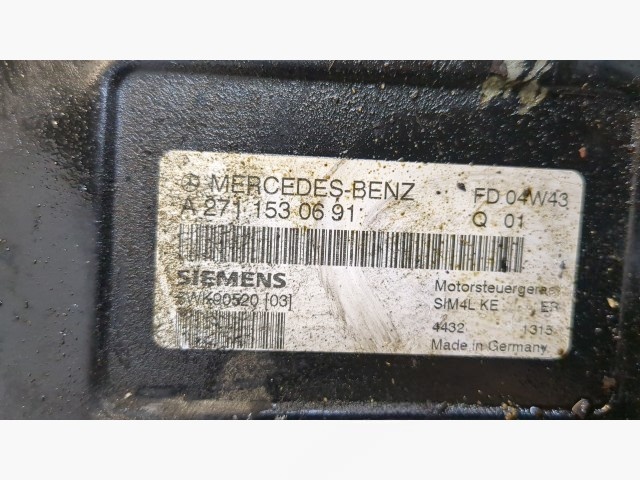 MERCEDES-BENZ FD 04W43
A 271 153 06 91 Q 01
SIEMENS
5WK90520 [03]
Motorsteuergerät
SIM4L KE
4432 1315
Made in Germany